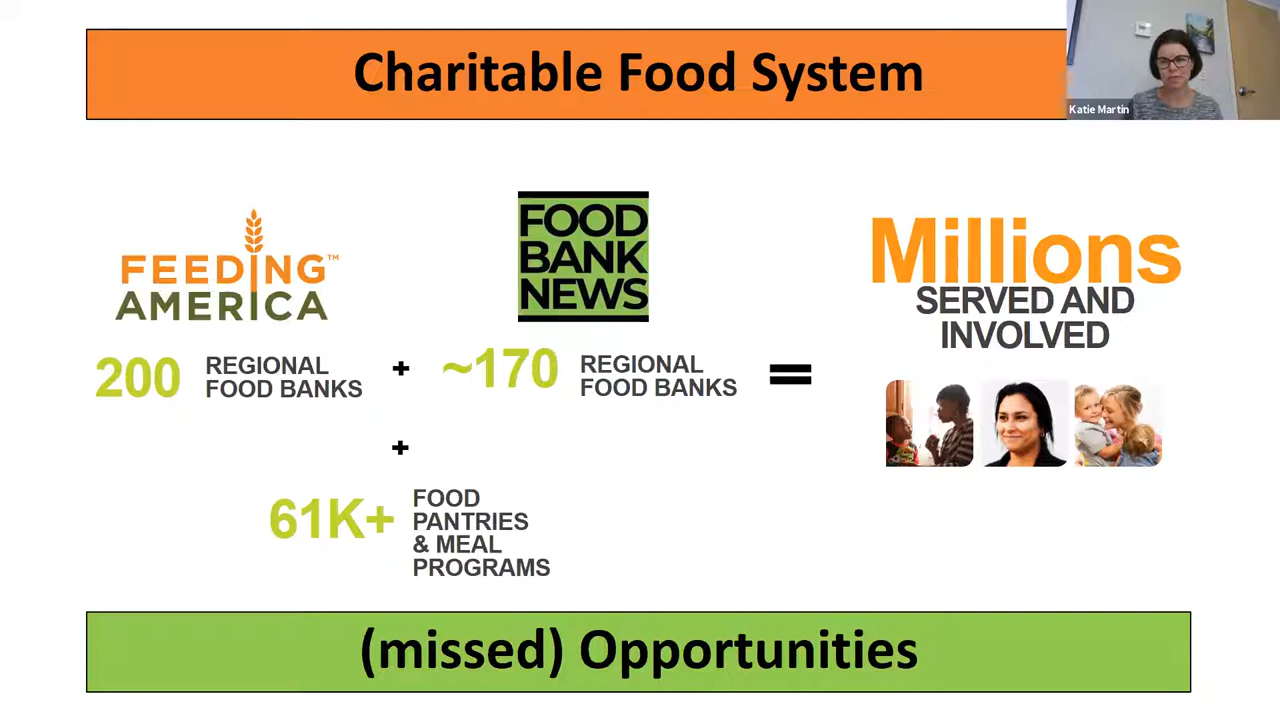 Charitable Food System
Katie Martin
FEEDING™
AMERICA
200
REGIONAL
FOOD BANKS
+
FOOD
BANK
NEWS
~170
REGIONAL
FOOD BANKS
=
Millions
SERVED AND
INVOLVED
+
61K+
FOOD
PANTRIES
& MEAL
PROGRAMS
(missed) Opportunities